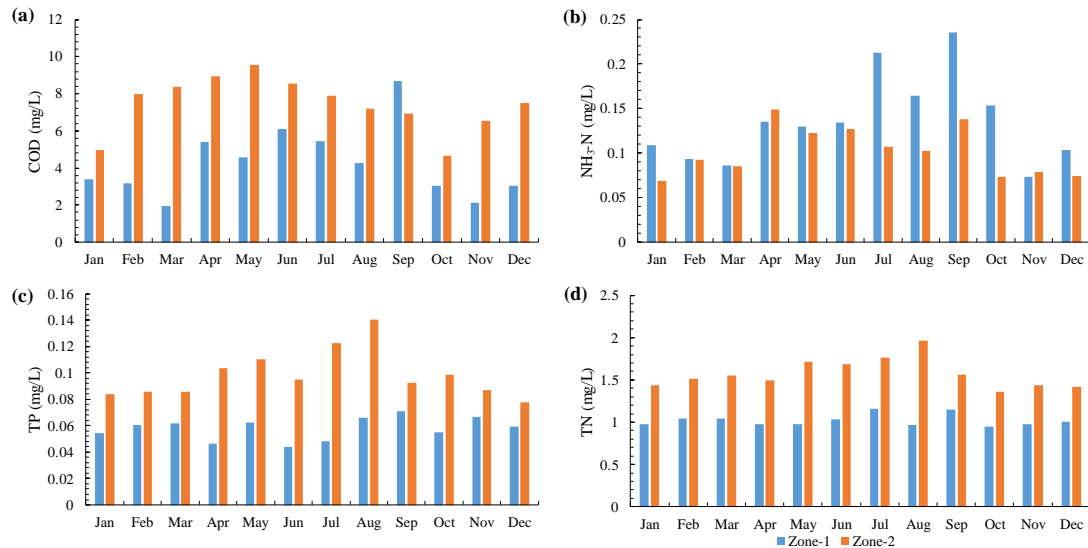 (a)
12
10
8
6
4
2
0
COD (mg/L)
Jan Feb Mar Apr May Jun Jul Aug Sep Oct Nov Dec
(b)
0.25
0.2
0.15
0.1
0.05
0
NH3-N (mg/L)
Jan Feb Mar Apr May Jun Jul Aug Sep Oct Nov Dec
(c)
0.16
0.14
0.12
0.1
0.08
0.06
0.04
0.02
0
TP (mg/L)
Jan Feb Mar Apr May Jun Jul Aug Sep Oct Nov Dec
(d)
2.5
2
1.5
1
0.5
0
TN (mg/L)
Jan Feb Mar Apr May Jun Jul Aug Sep Oct Nov Dec
Zone-1 Zone-2